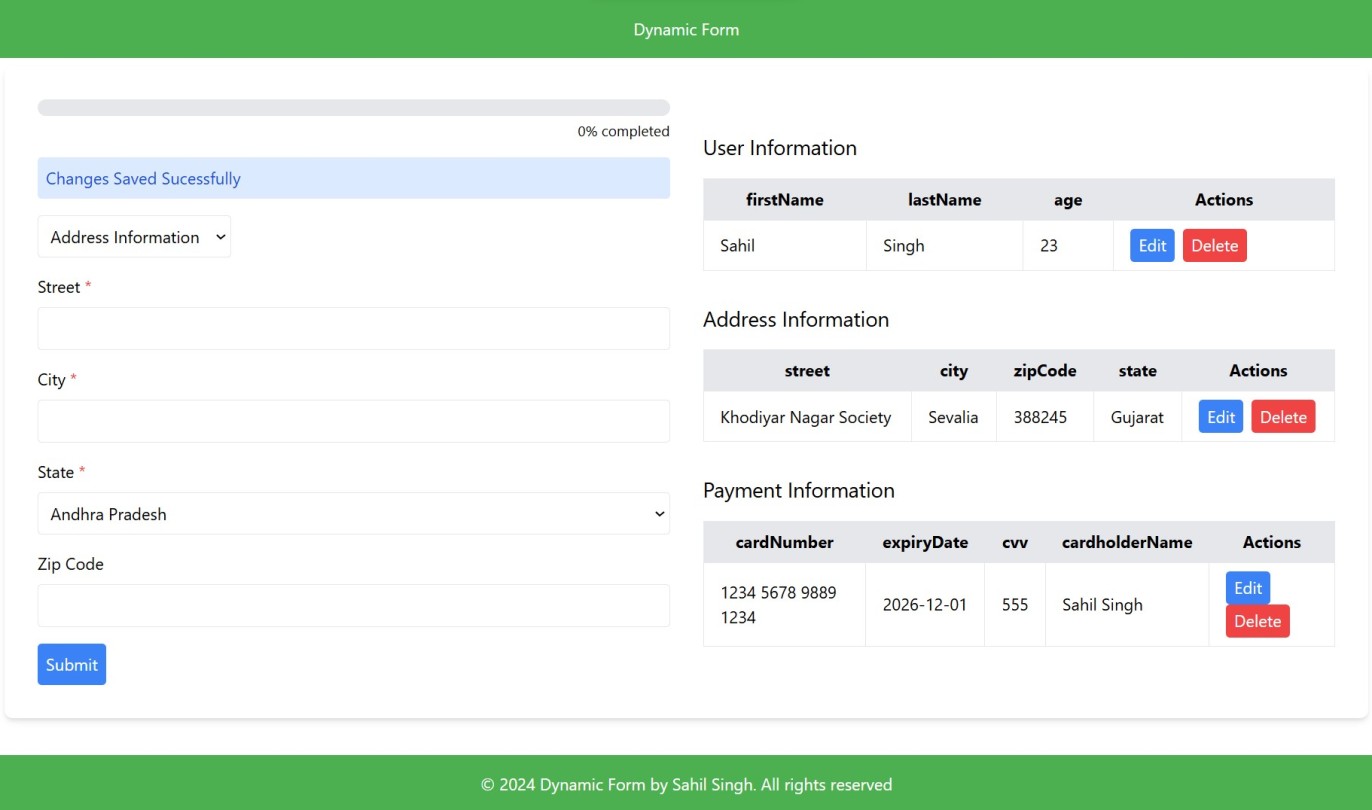 Dynamic Form
0% completed
Changes Saved Sucessfully
Address Information
Street *
City *
State *
Andhra Pradesh
Zip Code
Submit
User Information
firstName lastName age Actions
Sahil Singh 23 Edit Delete
Address Information
street city zipCode state Actions
Khodiyar Nagar Society Sevalia 388245 Gujarat Edit Delete
Payment Information
cardNumber expiryDate cvv cardholderName Actions
1234 5678 9889
1234 2026-12-01 555 Sahil Singh Edit
Delete
© 2024 Dynamic Form by Sahil Singh. All rights reserved